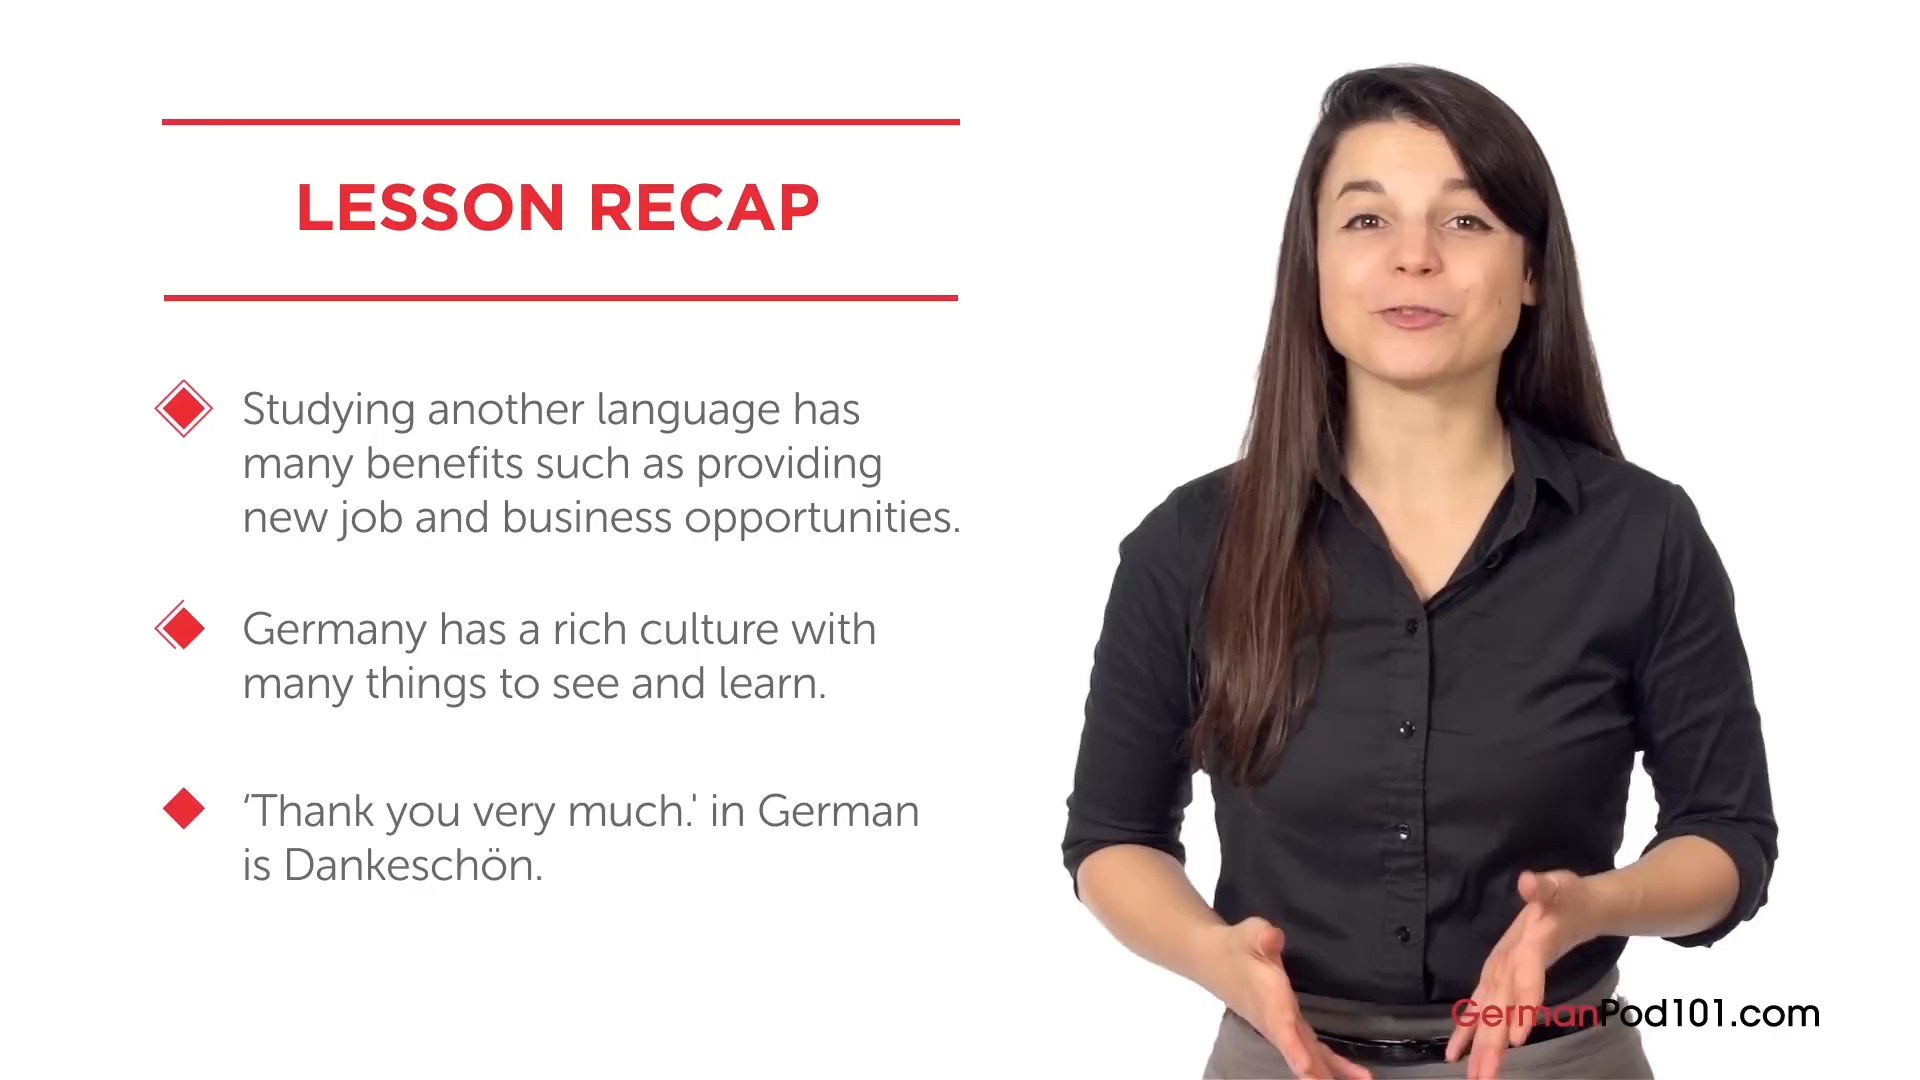 LESSON RECAP
Studying another language has
many benefits such as providing
new job and business opportunities.
Germany has a rich culture with
many things to see and learn.
‘Thank you very much.' in German
is Dankeschön.
GermanPod101.com